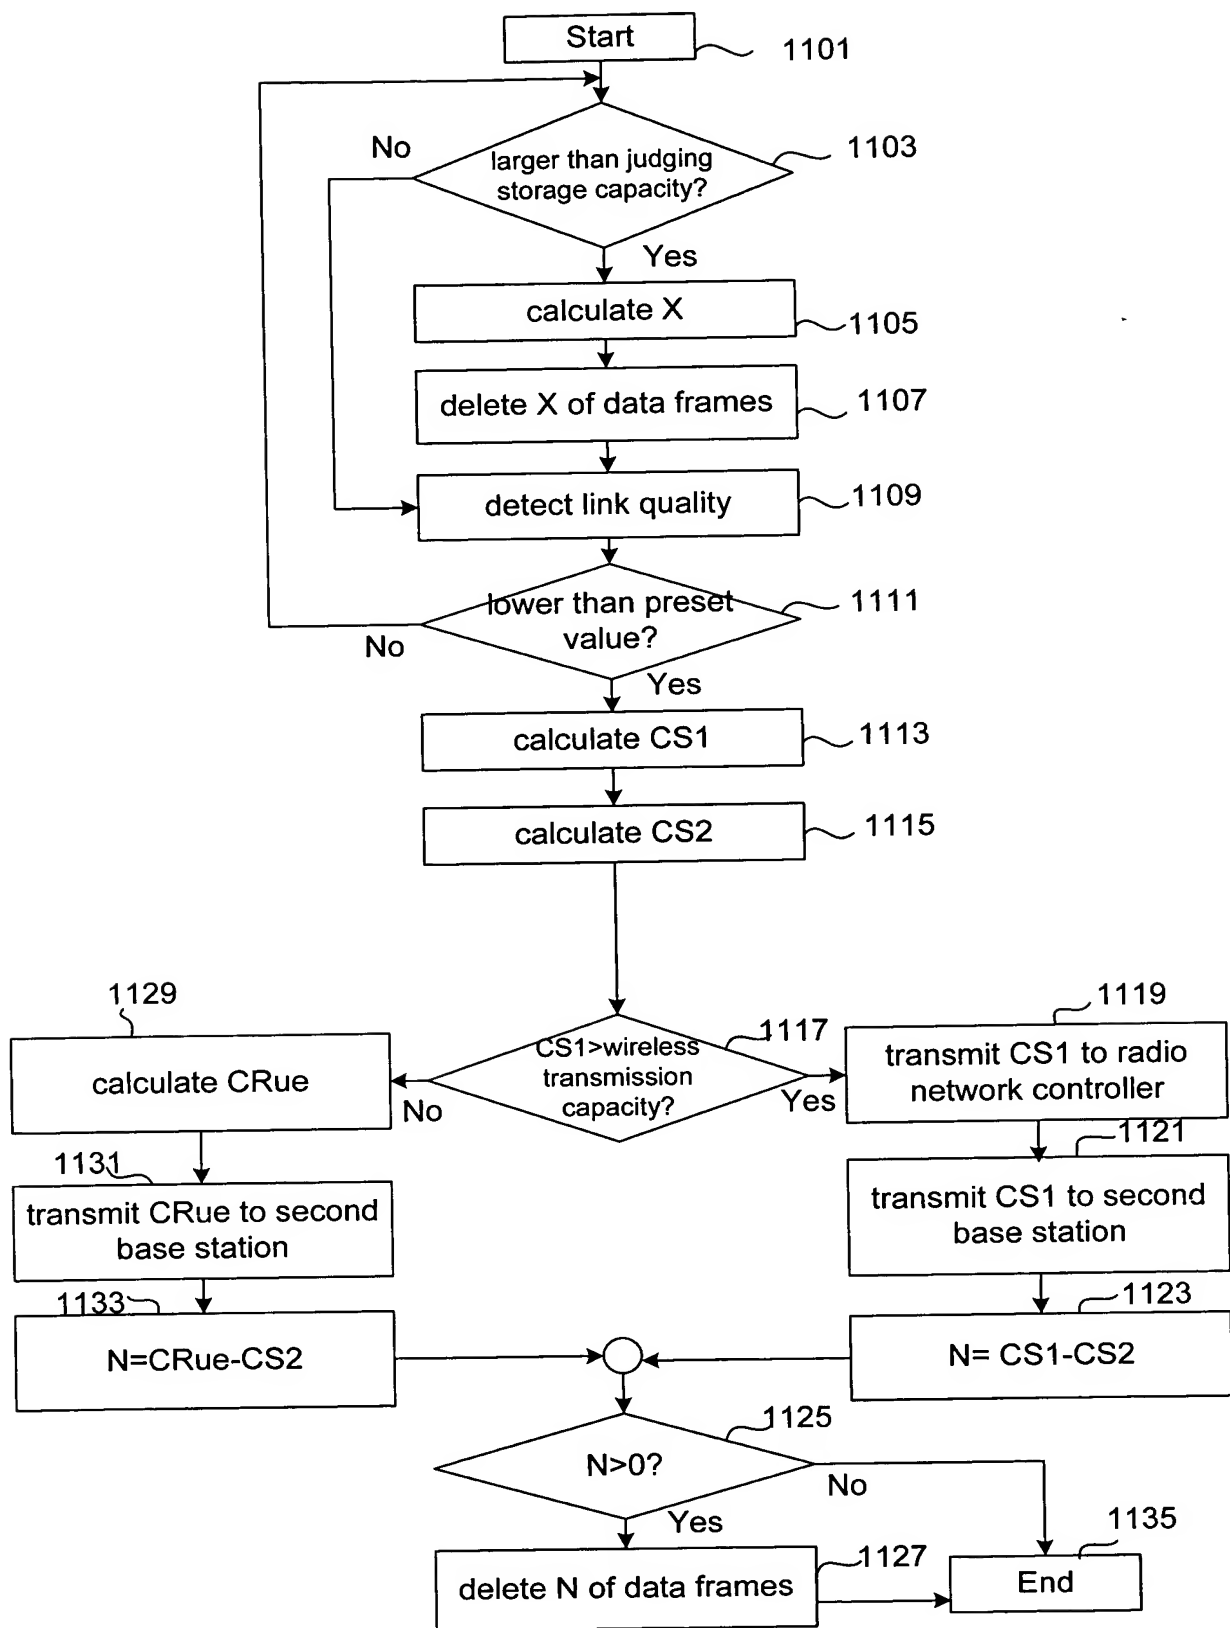 Start
1101
No
larger than judging
storage capacity?
1103
Yes
calculate X
1105
delete X of data frames
1107
detect link quality
1109
lower than preset
value?
1111
No
Yes
calculate CS1
1113
calculate CS2
1115
1129
calculate CRue
No
CS1>wireless
transmission
capacity?
1117
Yes
1119
transmit CS1 to radio
network controller
1131
transmit CRue to second
base station
1121
transmit CS1 to second
base station
1133
N=CRue-CS2
1123
N= CS1-CS2
1125
N>0?
No
Yes
1127
delete N of data frames
1135
End